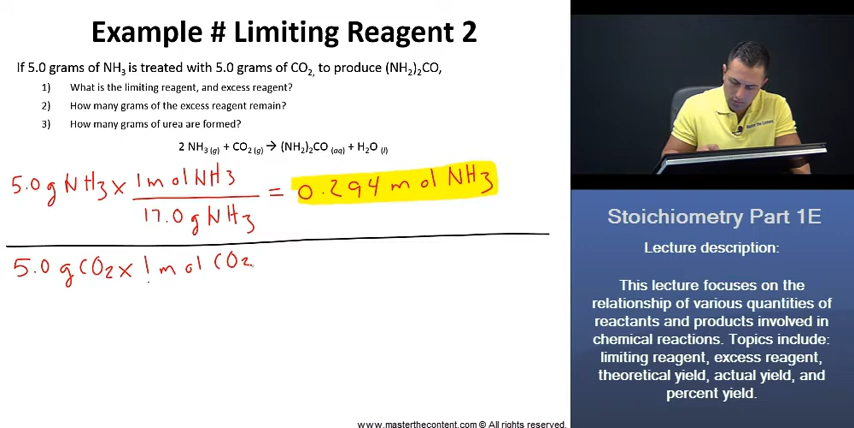 Example # Limiting Reagent 2
If 5.0 grams of NH₃ is treated with 5.0 grams of CO₂, to produce (NH₂)₂CO,
1) What is the limiting reagent, and excess reagent?
2) How many grams of the excess reagent remain?
3) How many grams of urea are formed?
2 NH₃ (g) + CO₂ (g) → (NH₂)₂CO (aq) + H₂O (l)
5.0 g NH₃ x 1 mol NH₃ / 17.0 g NH₃ = 0.294 mol NH₃
5.0 g CO₂ x 1 mol CO₂
www.masterthecontent.com © All rights reserved.
Stoichiometry Part 1E
Lecture description:
This lecture focuses on the
relationship of various quantities of
reactants and products involved in
chemical reactions. Topics include:
limiting reagent, excess reagent,
theoretical yield, actual yield, and
percent yield.